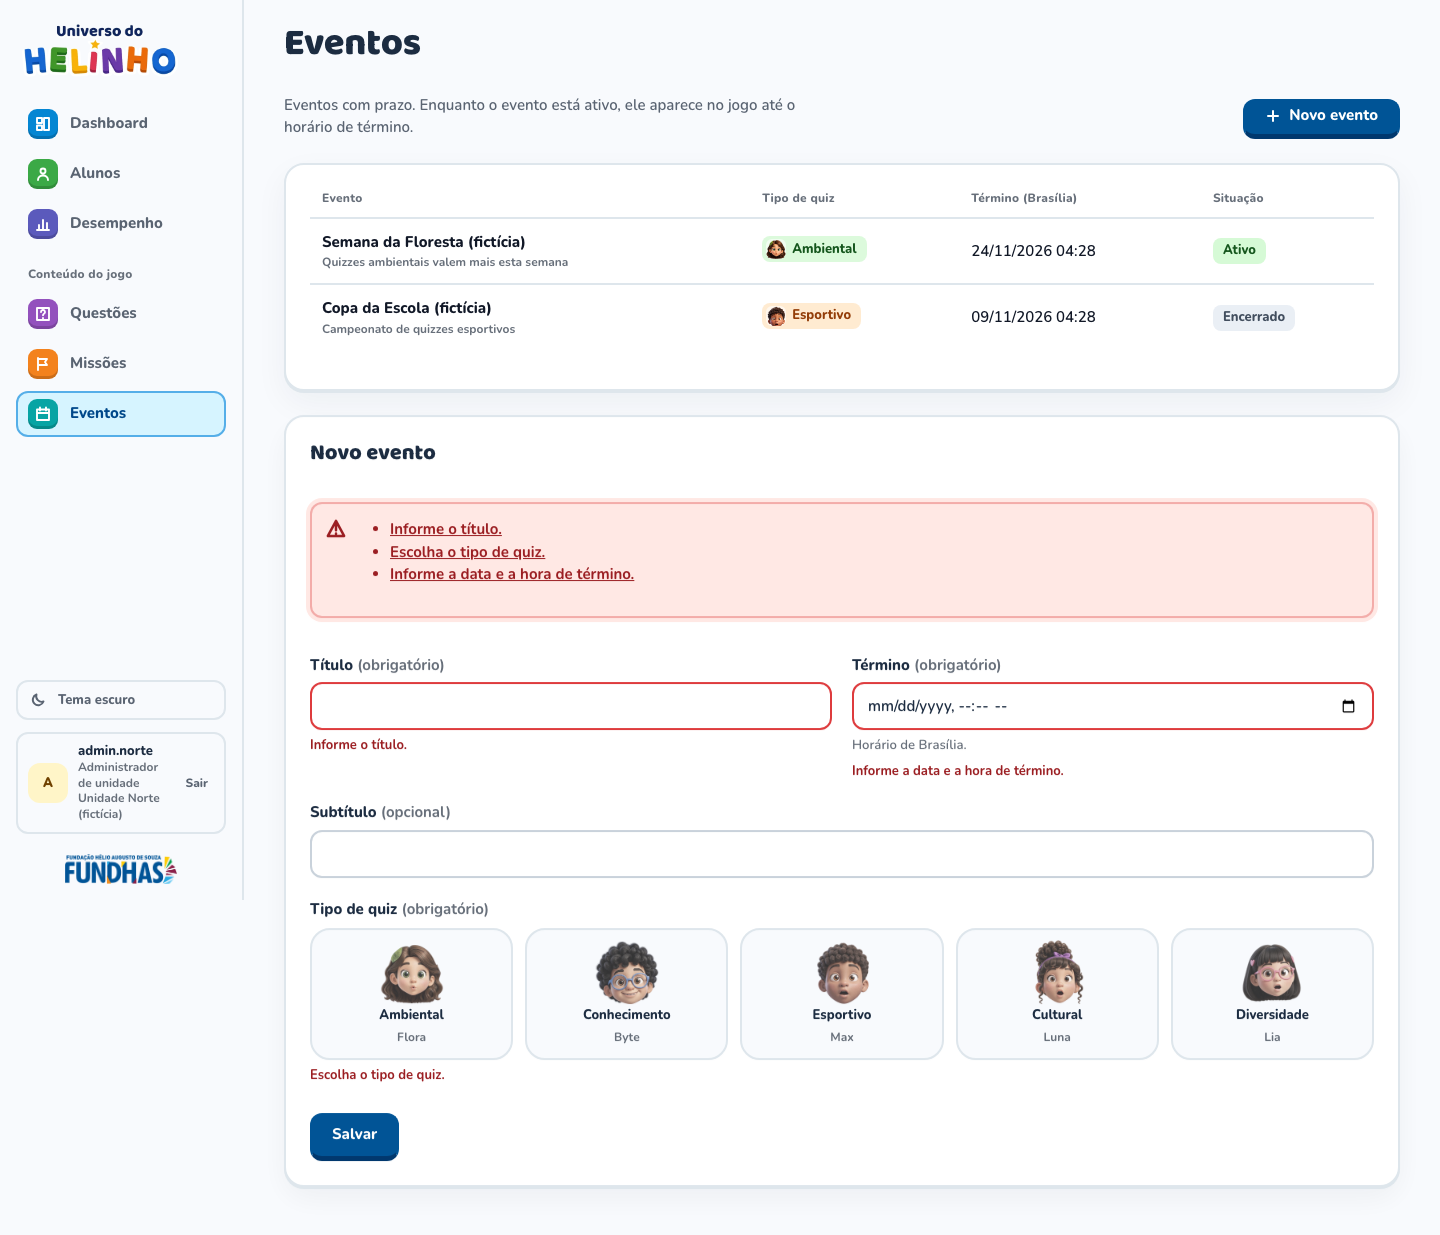 Universo do
HELINHO
Dashboard
Alunos
Desempenho
Conteúdo do jogo
Questões
Missões
Eventos
Tema escuro
A
admin.norte
Administrador
de unidade
Unidade Norte
(fictícia)
Sair
FUNDAÇÃO HÉLIO AUGUSTO DE SOUZA
FUNDHAS
Eventos
Eventos com prazo. Enquanto o evento está ativo, ele aparece no jogo até o
horário de término.
Novo evento
Evento Tipo de quiz Término (Brasília) Situação
Semana da Floresta (fictícia)
Quizzes ambientais valem mais esta semana
Ambiental
24/11/2026 04:28
Ativo
Copa da Escola (fictícia)
Campeonato de quizzes esportivos
Esportivo
09/11/2026 04:28
Encerrado
Novo evento
Informe o título.
Escolha o tipo de quiz.
Informe a data e a hora de término.
Título (obrigatório)
Informe o título.
Término (obrigatório)
mm/dd/yyyy, --:-- --
Horário de Brasília.
Informe a data e a hora de término.
Subtítulo (opcional)
Tipo de quiz (obrigatório)
Ambiental
Flora
Conhecimento
Byte
Esportivo
Max
Cultural
Luna
Diversidade
Lia
Escolha o tipo de quiz.
Salvar